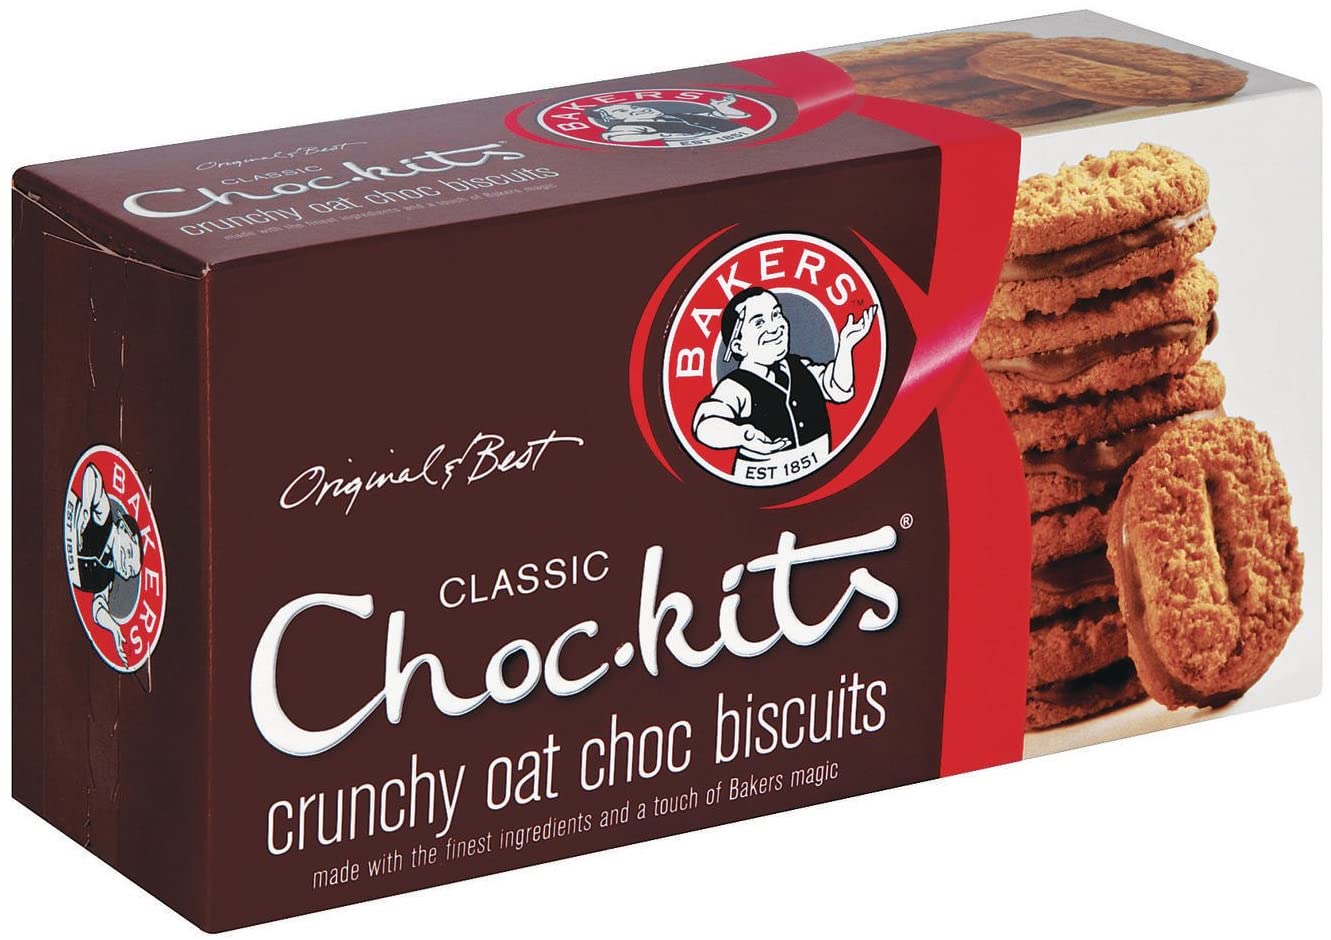 Original & Best
CLASSIC
Choc.kits
crunchy oat choc biscuits
made with the finest ingredients and a touch of Bakers magic
BAKERS
EST 1851
BAKERS™
EST 1851
Original & Best
CLASSIC
Choc.kits®
crunchy oat choc biscuits
made with the finest ingredients and a touch of Bakers magic
BAKERS
EST 1851